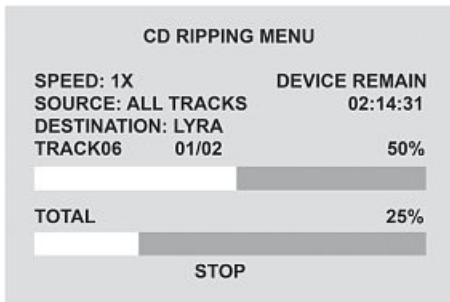 CD RIPPING MENU
SPEED: 1X DEVICE REMAIN
SOURCE: ALL TRACKS 02:14:31
DESTINATION: LYRA
TRACK06 01/02 50%
TOTAL 25%
STOP